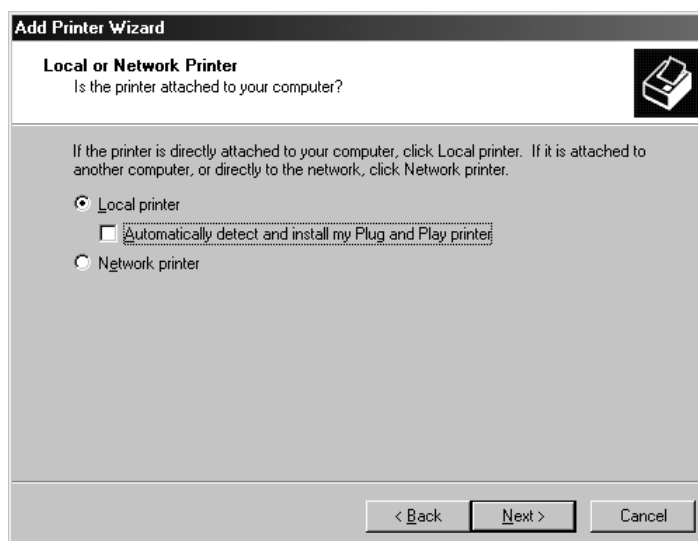 Add Printer Wizard
Local or Network Printer
Is the printer attached to your computer?
If the printer is directly attached to your computer, click Local printer.  If it is attached to
another computer, or directly to the network, click Network printer.
Local printer
Automatically detect and install my Plug and Play printer
Network printer
< Back  Next >  Cancel